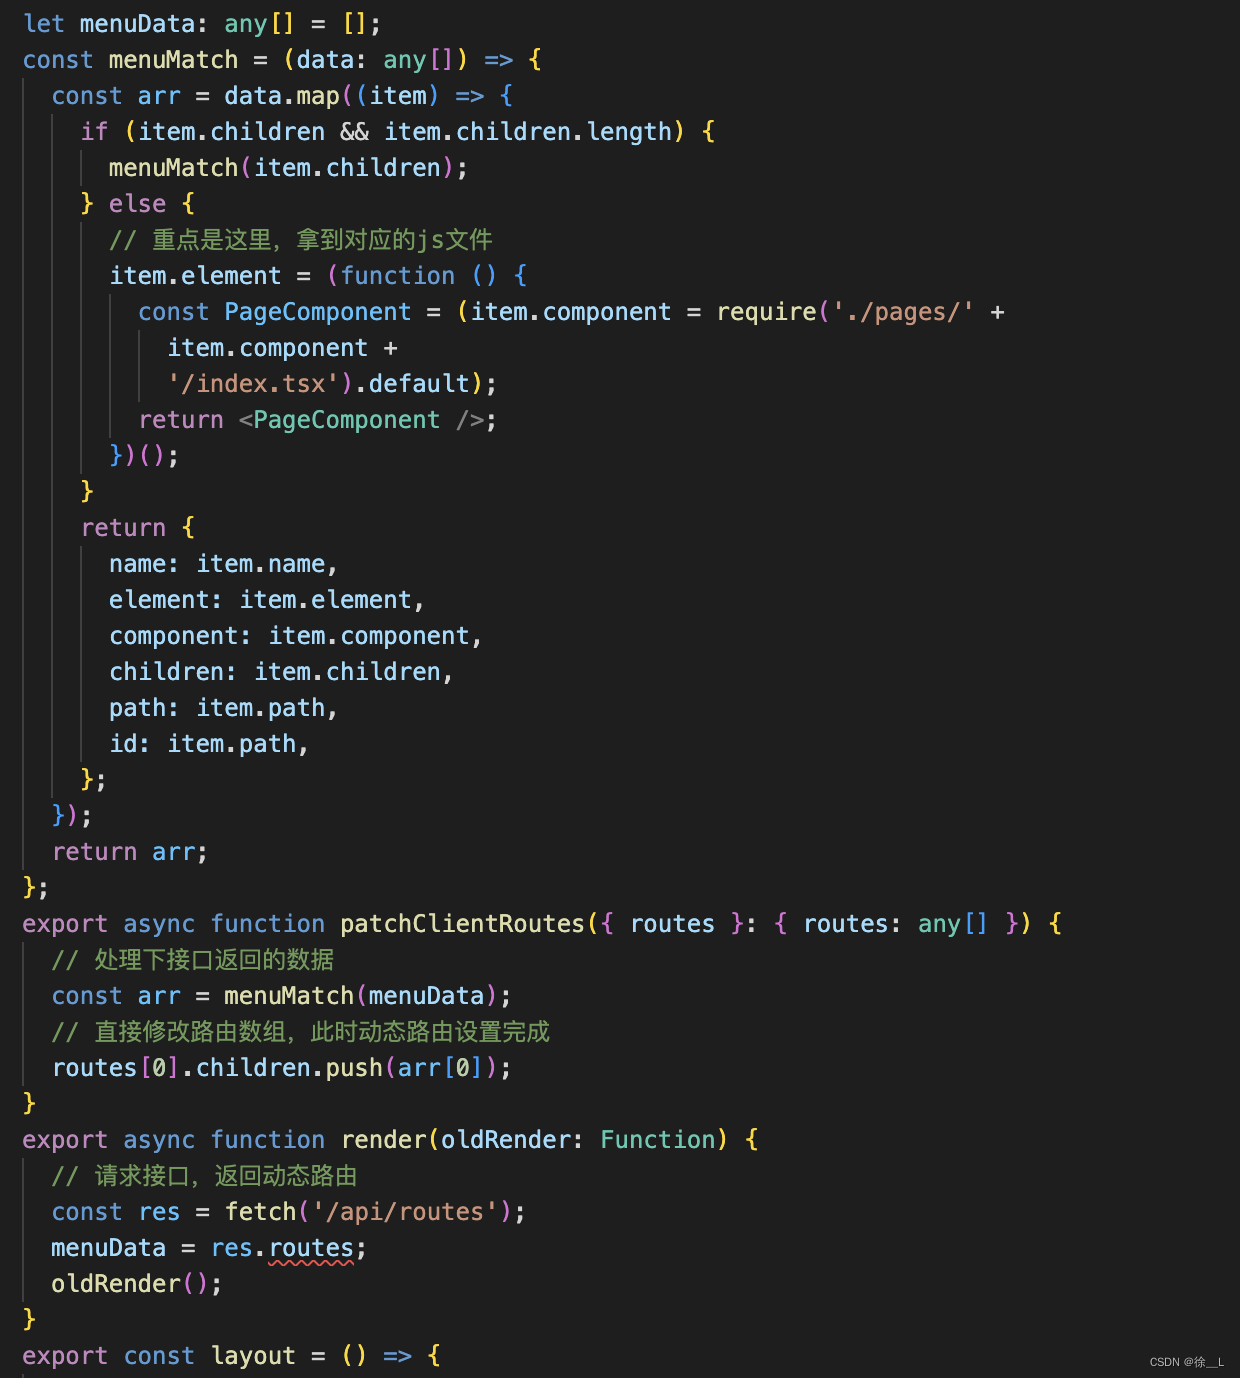 let menuData: any[] = [];
const menuMatch = (data: any[]) => {
  const arr = data.map((item) => {
    if (item.children && item.children.length) {
      menuMatch(item.children);
    } else {
      // 重点是这里，拿到对应的js文件
      item.element = (function () {
        const PageComponent = (item.component = require('./pages/' +
          item.component +
          '/index.tsx').default);
        return <PageComponent />;
      })();
    }
    return {
      name: item.name,
      element: item.element,
      component: item.component,
      children: item.children,
      path: item.path,
      id: item.path,
    };
  });
  return arr;
};
export async function patchClientRoutes({ routes }: { routes: any[] }) {
  // 处理下接口返回的数据
  const arr = menuMatch(menuData);
  // 直接修改路由数组，此时动态路由设置完成
  routes[0].children.push(arr[0]);
}
export async function render(oldRender: Function) {
  // 请求接口，返回动态路由
  const res = fetch('/api/routes');
  menuData = res.routes;
  oldRender();
}
export const layout = () => {
CSDN @徐__L